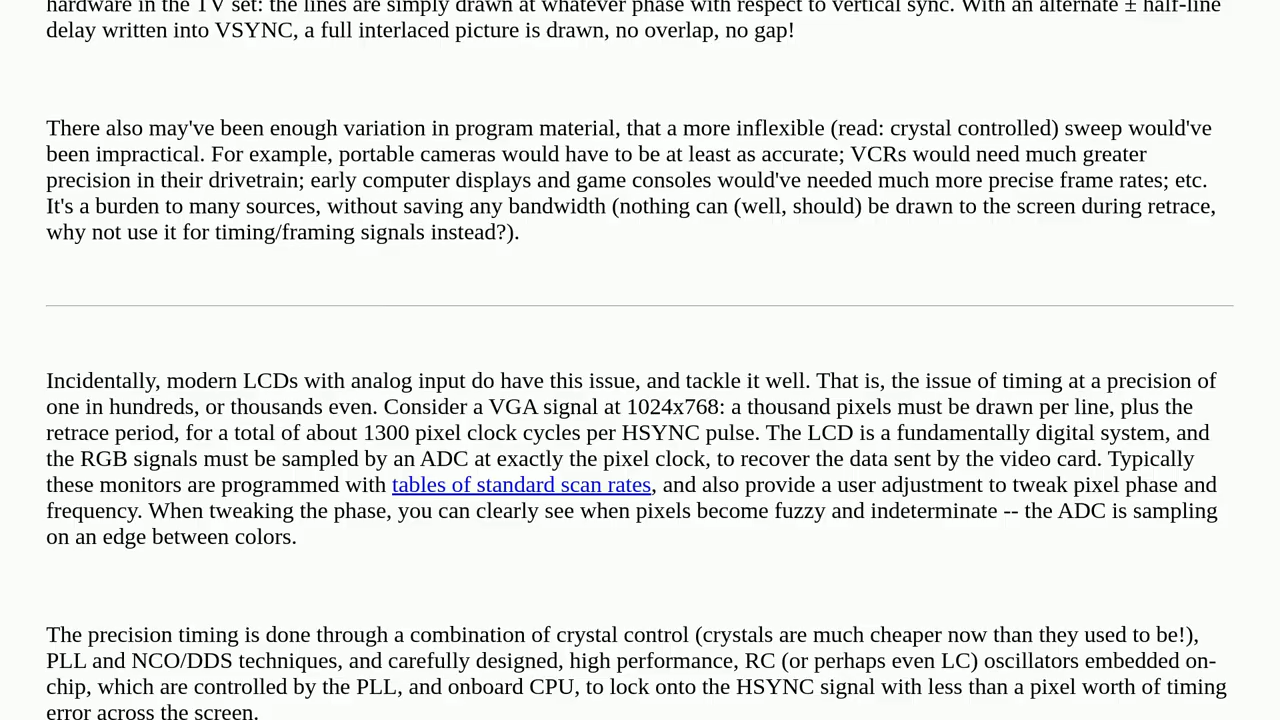 hardware in the TV set: the lines are simply drawn at whatever phase with respect to vertical sync. With an alternate ± half-line
delay written into VSYNC, a full interlaced picture is drawn, no overlap, no gap!
There also may've been enough variation in program material, that a more inflexible (read: crystal controlled) sweep would've
been impractical. For example, portable cameras would have to be at least as accurate; VCRs would need much greater
precision in their drivetrain; early computer displays and game consoles would've needed much more precise frame rates; etc.
It's a burden to many sources, without saving any bandwidth (nothing can (well, should) be drawn to the screen during retrace,
why not use it for timing/framing signals instead?).
Incidentally, modern LCDs with analog input do have this issue, and tackle it well. That is, the issue of timing at a precision of
one in hundreds, or thousands even. Consider a VGA signal at 1024x768: a thousand pixels must be drawn per line, plus the
retrace period, for a total of about 1300 pixel clock cycles per HSYNC pulse. The LCD is a fundamentally digital system, and
the RGB signals must be sampled by an ADC at exactly the pixel clock, to recover the data sent by the video card. Typically
these monitors are programmed with tables of standard scan rates, and also provide a user adjustment to tweak pixel phase and
frequency. When tweaking the phase, you can clearly see when pixels become fuzzy and indeterminate -- the ADC is sampling
on an edge between colors.
The precision timing is done through a combination of crystal control (crystals are much cheaper now than they used to be!),
PLL and NCO/DDS techniques, and carefully designed, high performance, RC (or perhaps even LC) oscillators embedded on-
chip, which are controlled by the PLL, and onboard CPU, to lock onto the HSYNC signal with less than a pixel worth of timing
error across the screen.